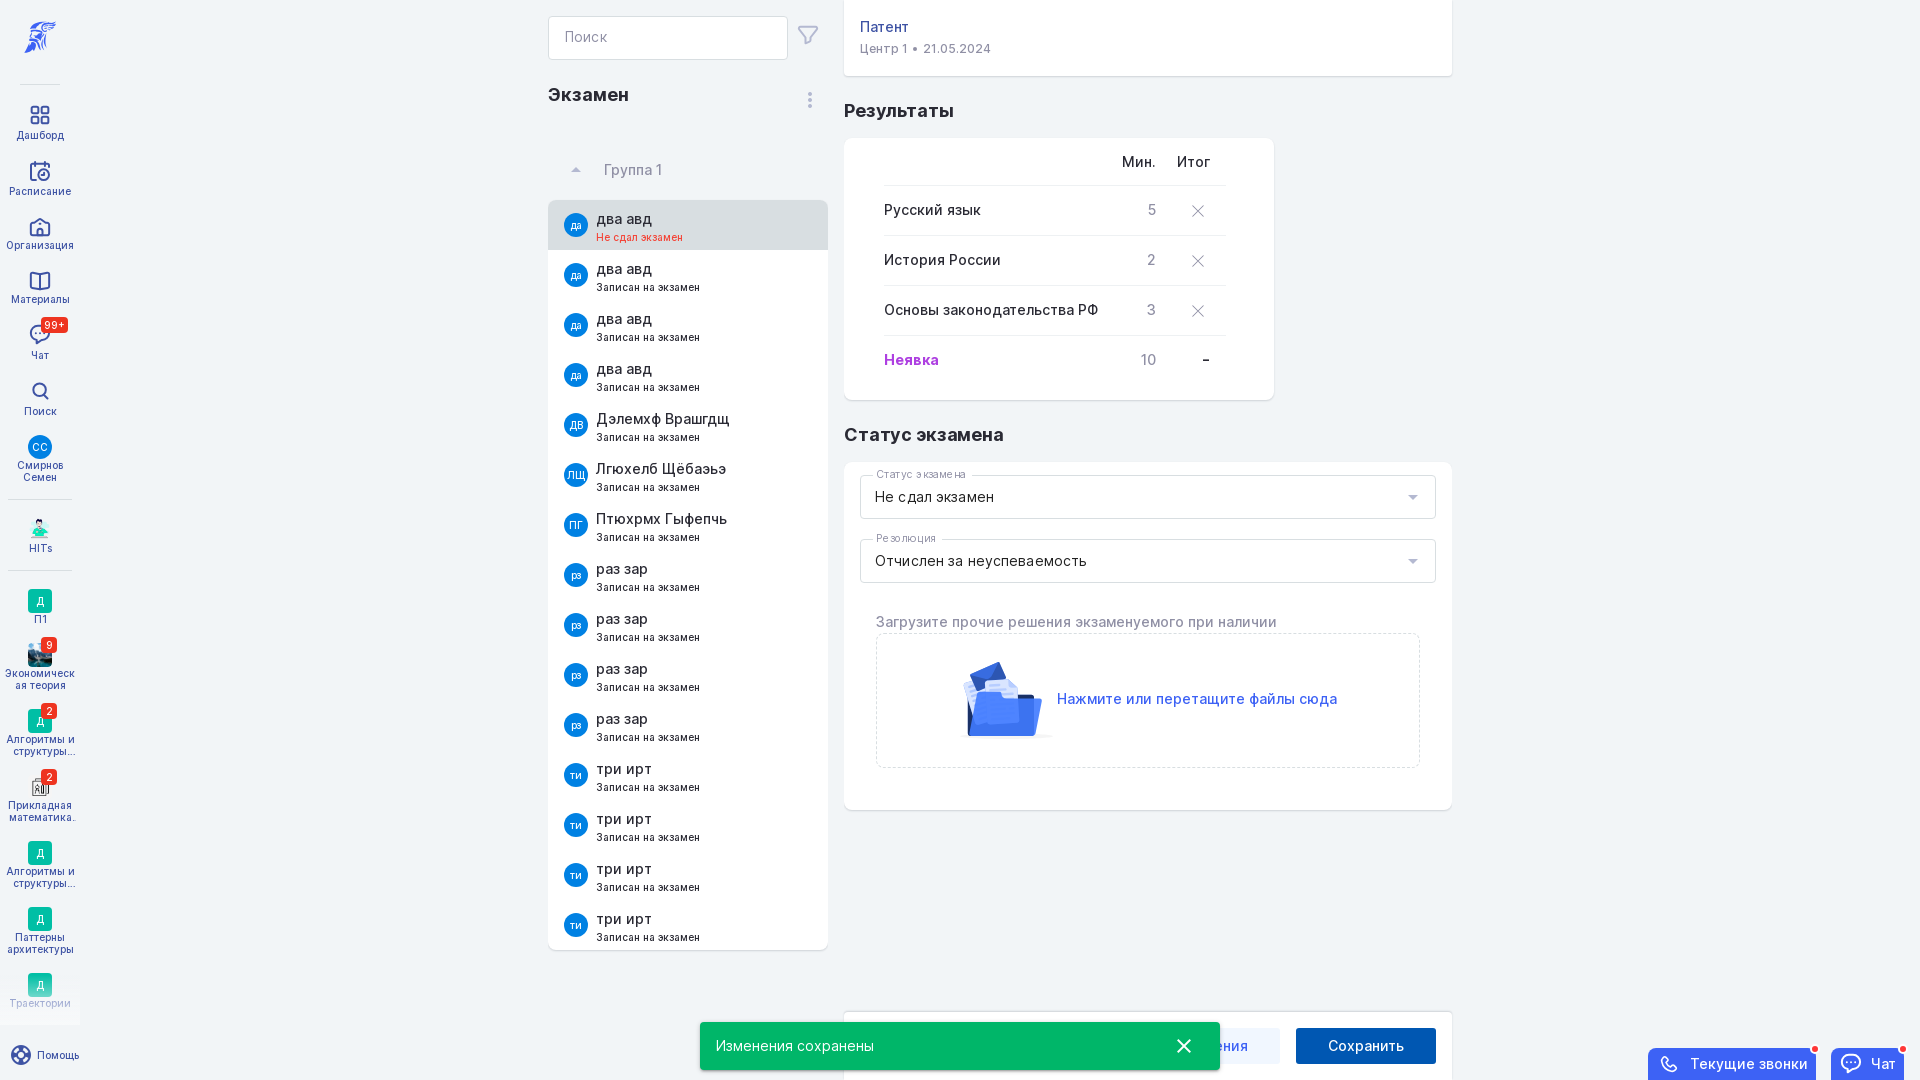 Дашборд
Расписание
Организация
Материалы
99+
Чат
Поиск
СС
Смирнов
Семен
HITs
Д
П1
9
Экономическ
ая теория
2
Д
Алгоритмы и
структуры...
2
Прикладная
математика.
Д
Алгоритмы и
структуры...
Д
Паттерны
архитектуры
Д
Траектории
Помощь
Поиск
Экзамен
Группа 1
да
два авд
Не сдал экзамен
да
два авд
Записан на экзамен
да
два авд
Записан на экзамен
да
два авд
Записан на экзамен
ДВ
Дэлемхф Врашгдщ
Записан на экзамен
ЛЩ
Лгюхелб Щёбаэьэ
Записан на экзамен
ПГ
Птюхрмх Гыфепчь
Записан на экзамен
рз
раз зар
Записан на экзамен
рз
раз зар
Записан на экзамен
рз
раз зар
Записан на экзамен
рз
раз зар
Записан на экзамен
ти
три ирт
Записан на экзамен
ти
три ирт
Записан на экзамен
ти
три ирт
Записан на экзамен
ти
три ирт
Записан на экзамен
Патент
Центр 1 • 21.05.2024
Результаты
Мин. Итог
Русский язык 5
История России 2
Основы законодательства РФ 3
Неявка 10 –
Статус экзамена
Статус экзамена
Не сдал экзамен
Резолюция
Отчислен за неуспеваемость
Загрузите прочие решения экзаменуемого при наличии
Нажмите или перетащите файлы сюда
Изменения сохранены
Сохранить
Текущие звонки
Чат